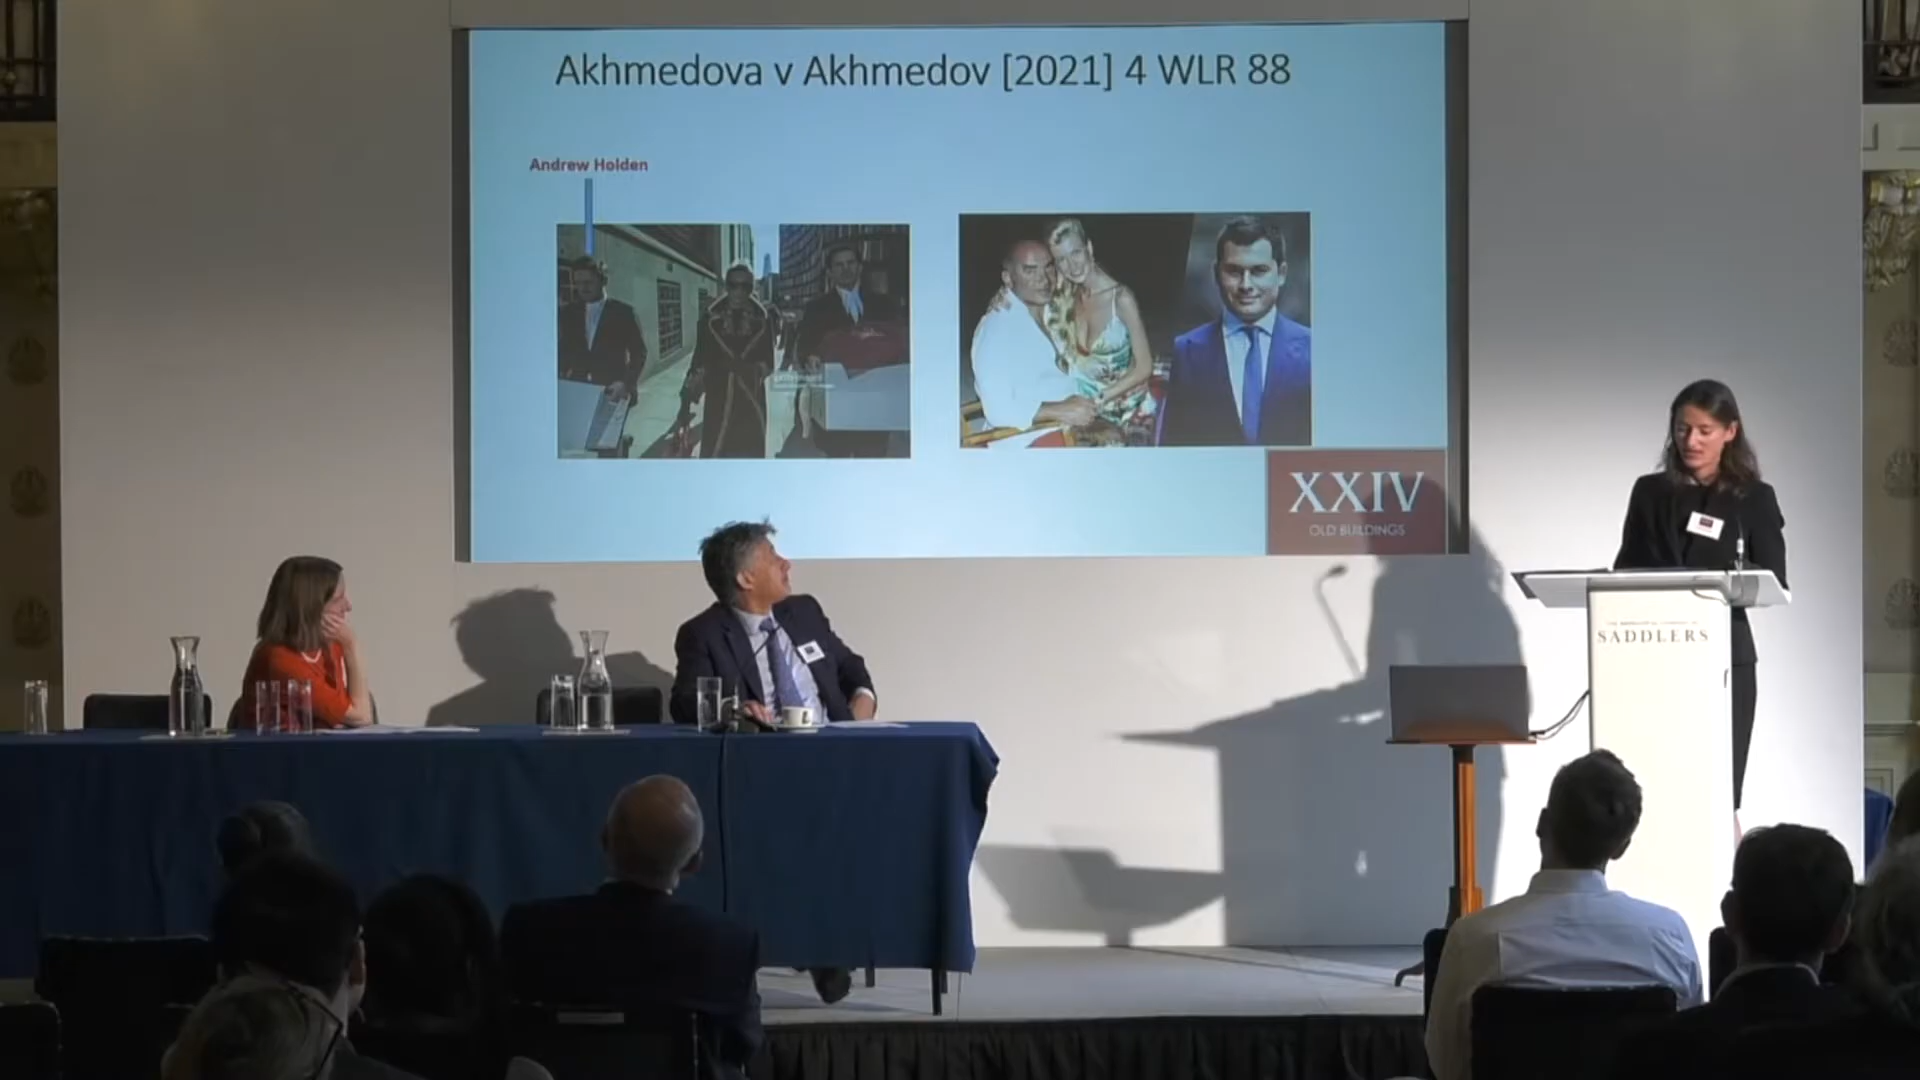 Akhmedova v Akhmedov [2021] 4 WLR 88
Andrew Holden
XXIV
OLD BUILDINGS
SADDLERS